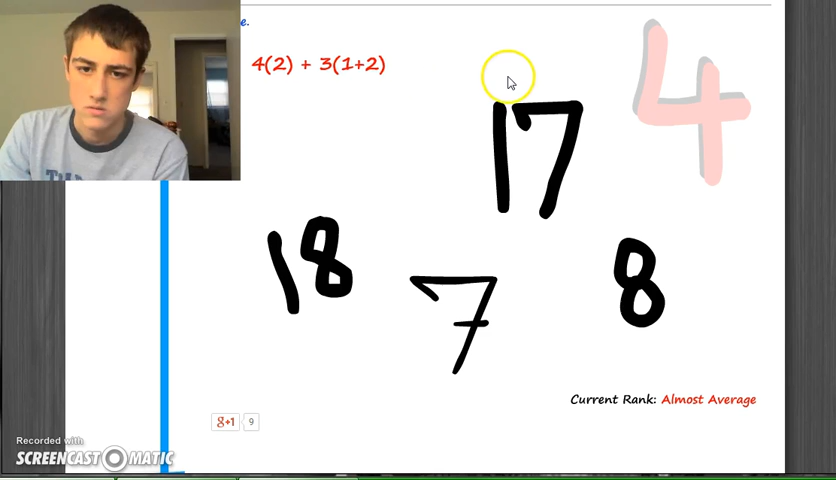 e.
4(2) + 3(1+2)
4
17
18
7
8
Current Rank: Almost Average
g+1 9
Recorded with
SCREENCAST MATIC